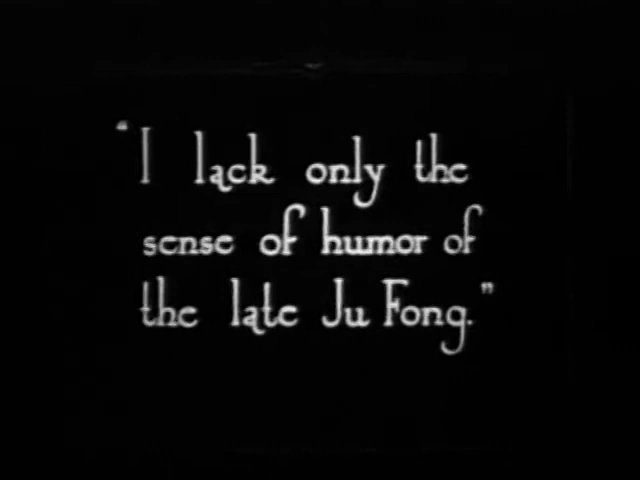 “I lack only the
sense of humor of
the late Ju Fong.”